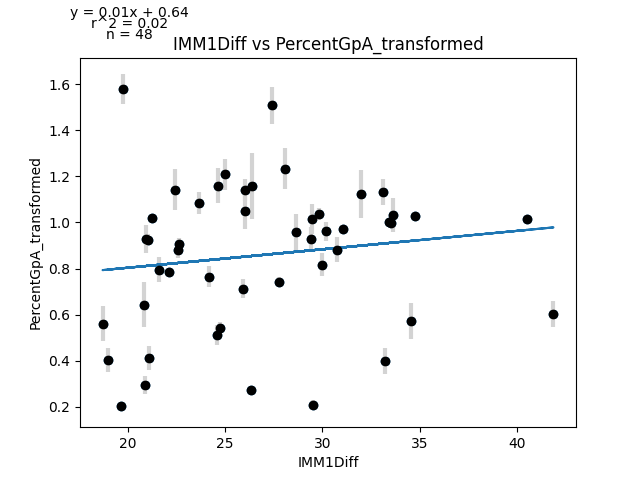 y = 0.01x + 0.64
r^2 = 0.02
n = 48
IMM1Diff vs PercentGpA_transformed
PercentGpA_transformed
1.6
1.4
1.2
1.0
0.8
0.6
0.4
0.2
20 25 30 35 40
IMM1Diff